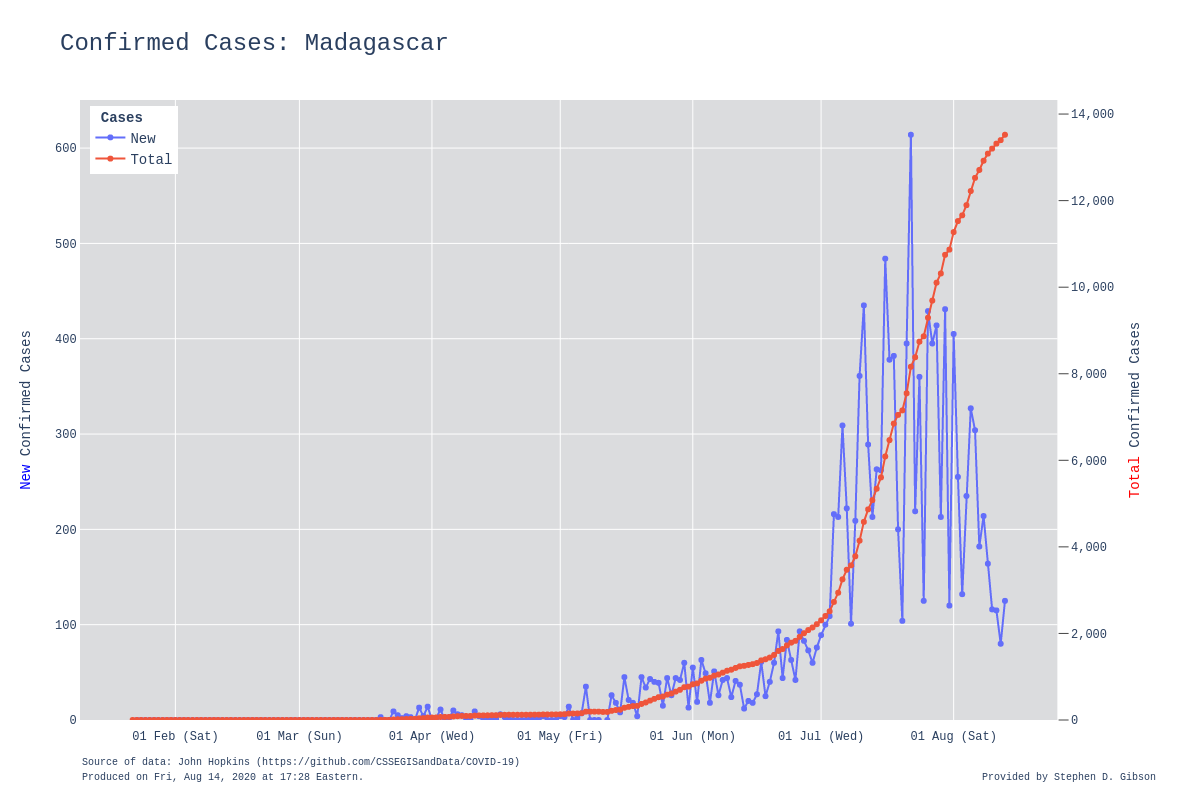 Confirmed Cases: Madagascar
Cases
New
Total
600
500
400
300
200
100
0
14,000
12,000
10,000
8,000
6,000
4,000
2,000
0
New Confirmed Cases
Total Confirmed Cases
01 Feb (Sat)
01 Mar (Sun)
01 Apr (Wed)
01 May (Fri)
01 Jun (Mon)
01 Jul (Wed)
01 Aug (Sat)
Source of data: John Hopkins (https://github.com/CSSEGISandData/COVID-19)
Produced on Fri, Aug 14, 2020 at 17:28 Eastern.
Provided by Stephen D. Gibson